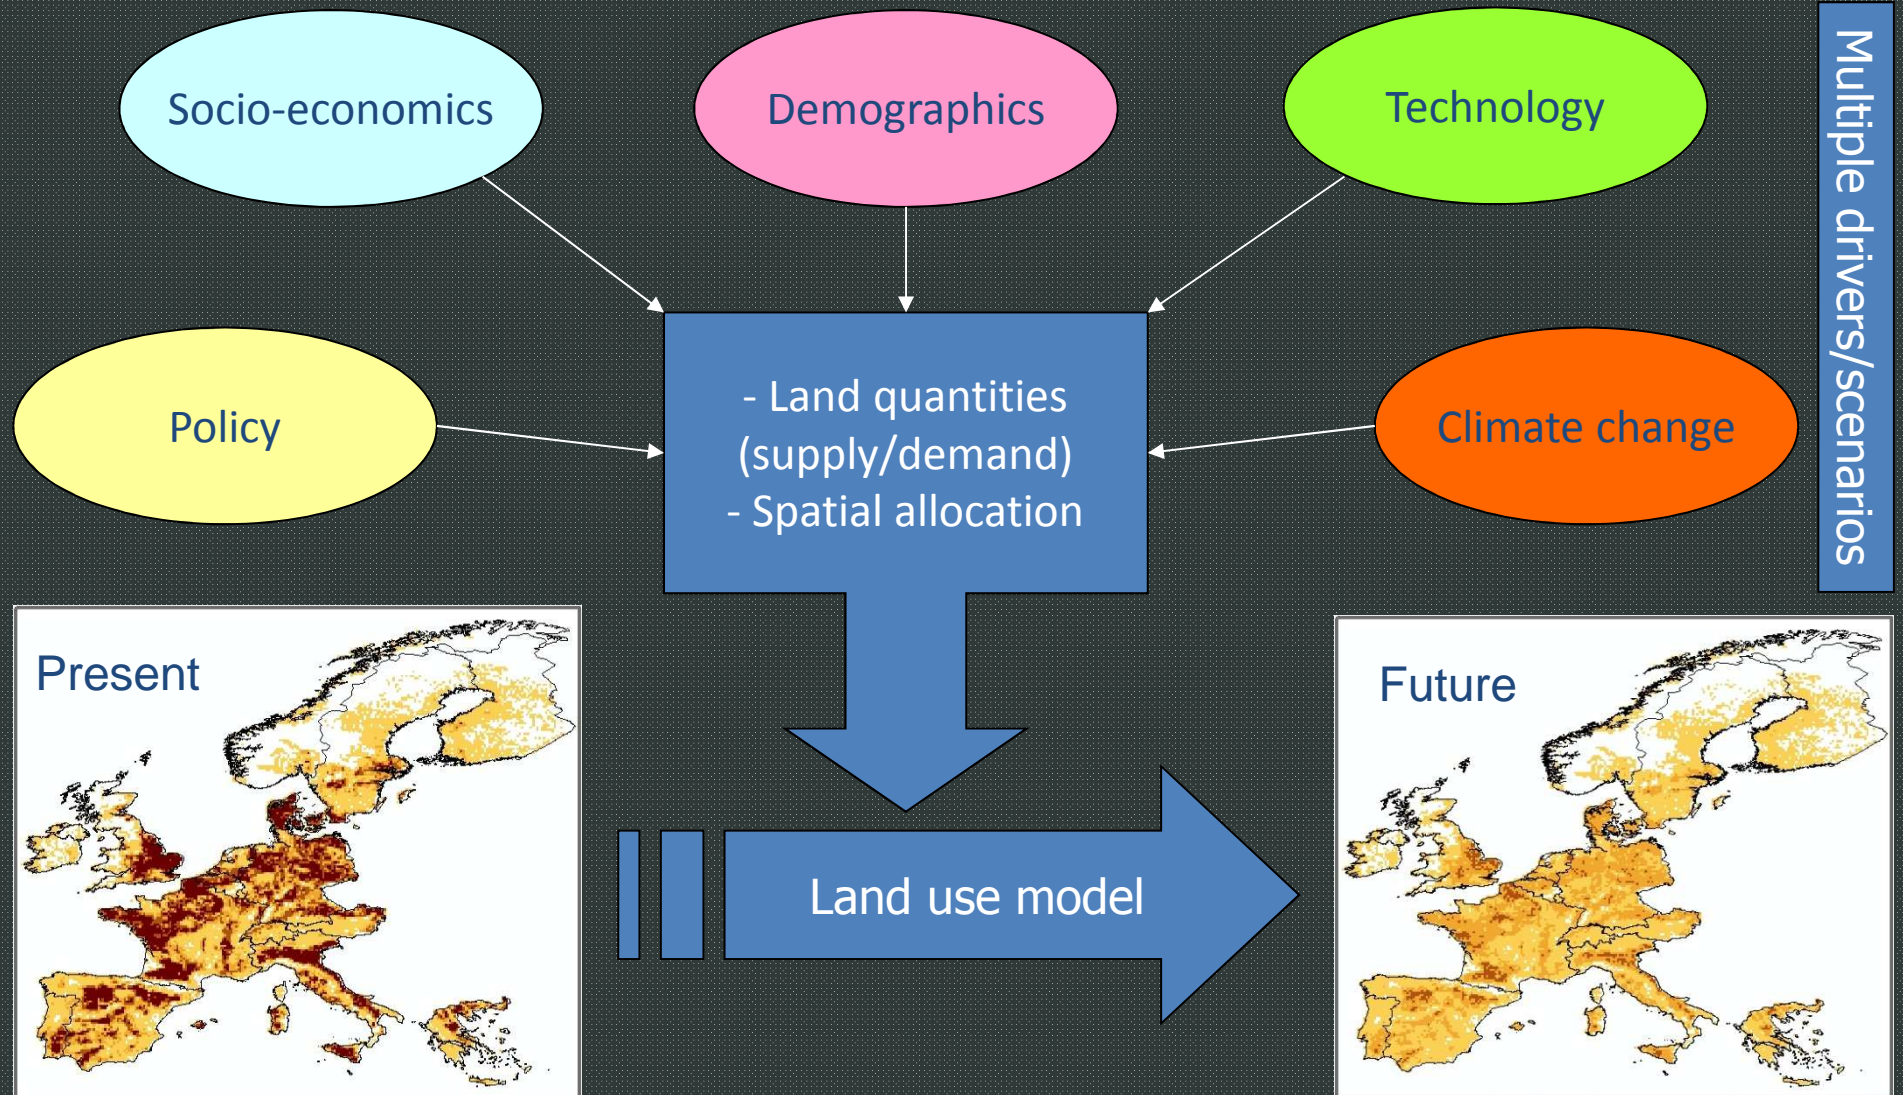 Socio-economics
Demographics
Technology
Multiple drivers/scenarios
Policy
- Land quantities
(supply/demand)
- Spatial allocation
Climate change
Present
Future
Land use model